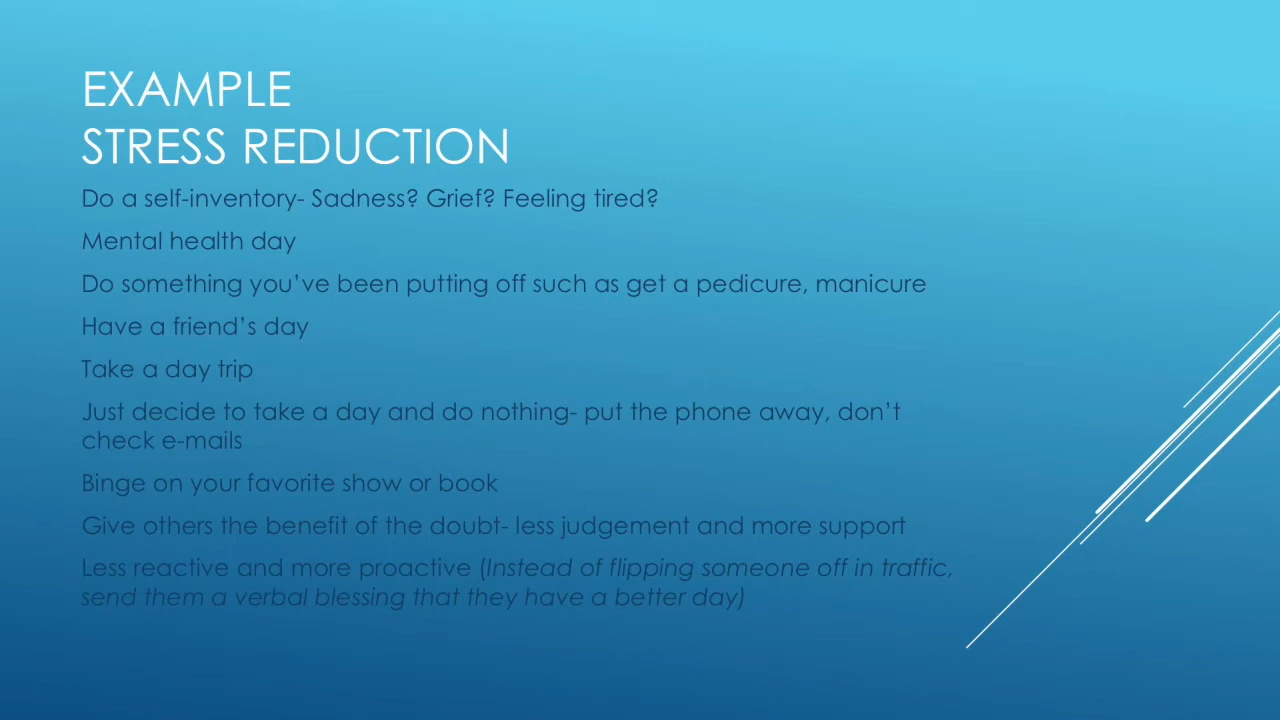 EXAMPLE
STRESS REDUCTION
Do a self-inventory- Sadness? Grief? Feeling tired?
Mental health day
Do something you’ve been putting off such as get a pedicure, manicure
Have a friend’s day
Take a day trip
Just decide to take a day and do nothing- put the phone away, don’t
check e-mails
Binge on your favorite show or book
Give others the benefit of the doubt- less judgement and more support
Less reactive and more proactive (Instead of flipping someone off in traffic,
send them a verbal blessing that they have a better day)